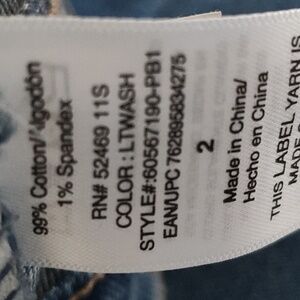 99% Cotton/Algodón
1% Spandex
RN# 52469 11S
COLOR : LTWASH
STYLE#:60567190-PB1
EAN/UPC 762895834275
2
Made in China/
Hecho en China
THIS LABEL YARN IS
MADE